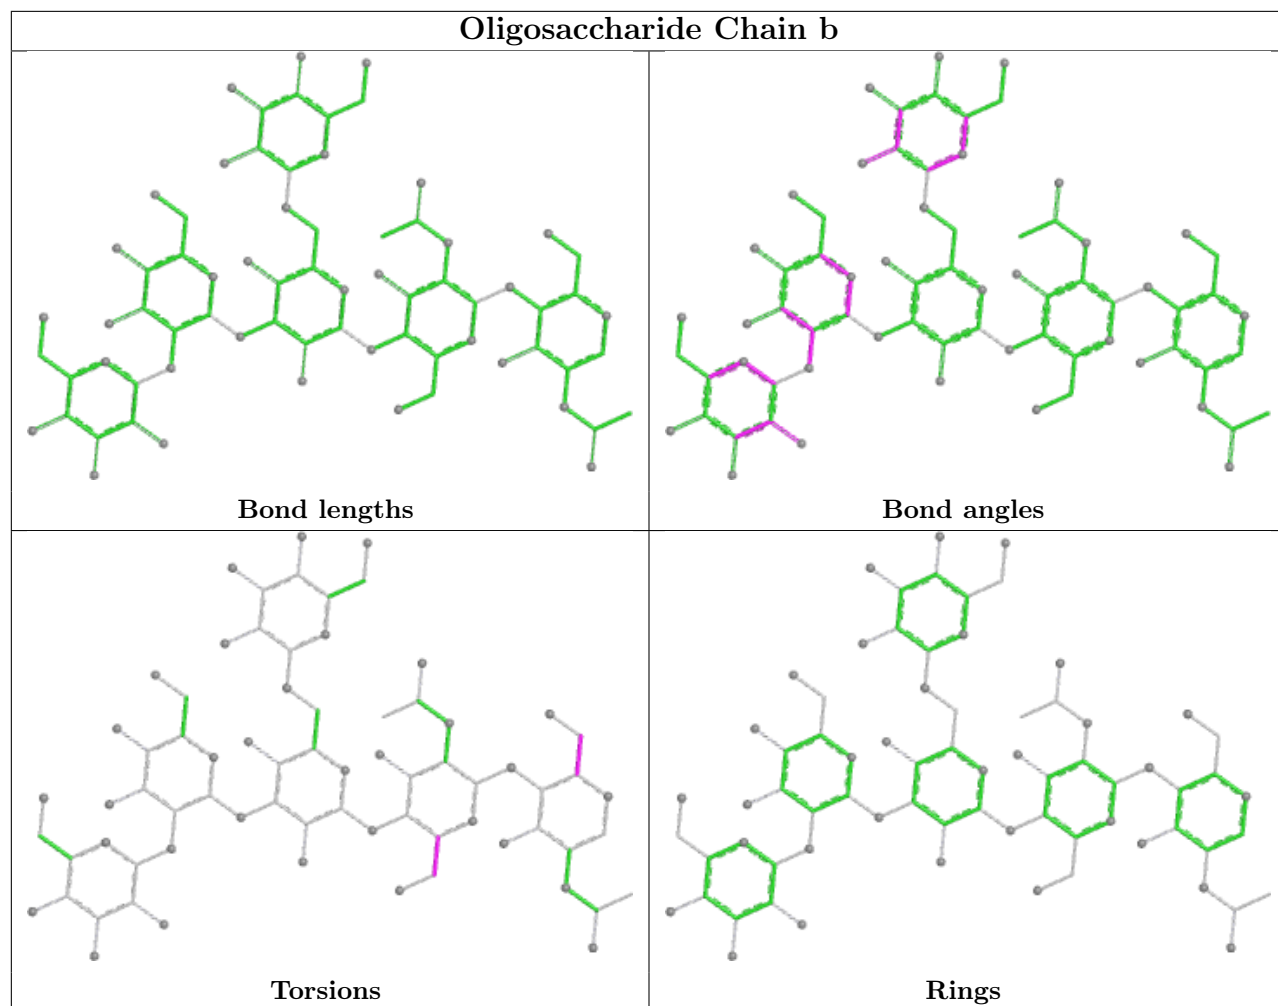 Oligosaccharide Chain b
Bond lengths
Bond angles
Torsions
Rings